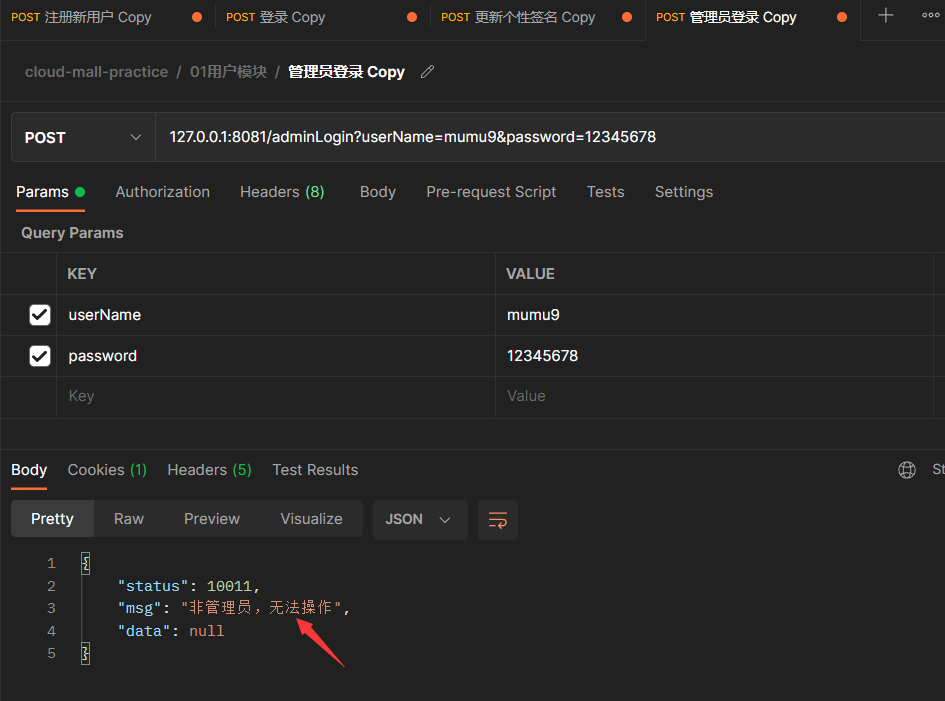 POST 注册新用户 Copy POST 登录 Copy POST 更新个性签名 Copy POST 管理员登录 Copy
cloud-mall-practice / 01用户模块 / 管理员登录 Copy
POST 127.0.0.1:8081/adminLogin?userName=mumu9&password=12345678
Params Authorization Headers (8) Body Pre-request Script Tests Settings
Query Params
KEY VALUE
userName mumu9
password 12345678
Key Value
Body Cookies (1) Headers (5) Test Results St
Pretty Raw Preview Visualize JSON
1 {
2 "status": 10011,
3 "msg": "非管理员，无法操作",
4 "data": null
5 }